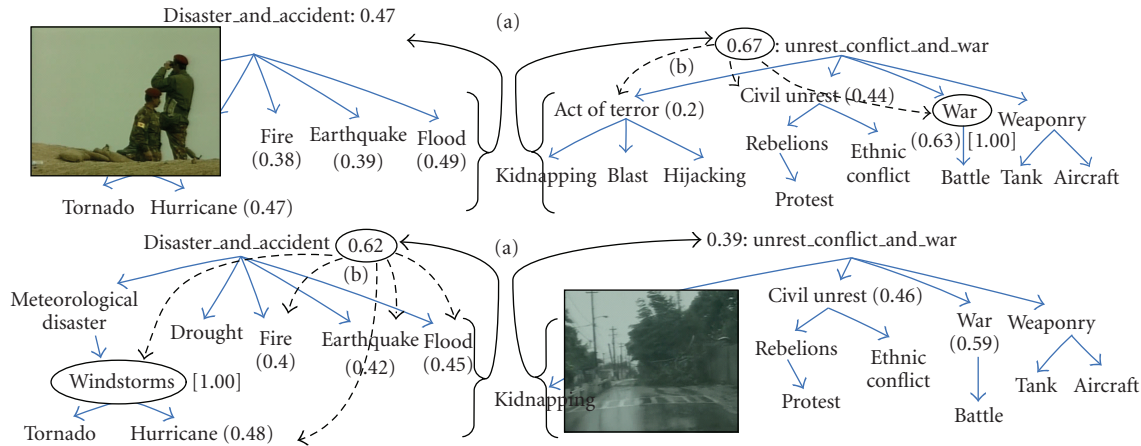 Disaster_and_accident: 0.47
(a)
0.67 : unrest_conflict_and_war
(b)
Act of terror (0.2)
Civil unrest (0.44)
War
(0.63) [1.00]
Weaponry
Fire
(0.38)
Earthquake
(0.39)
Flood
(0.49)
Kidnapping
Blast
Hijacking
Rebelions
Ethnic
conflict
Battle
Tank
Aircraft
Protest
Tornado
Hurricane (0.47)
Disaster_and_accident 0.62
(a)
0.39: unrest_conflict_and_war
(b)
Meteorological
disaster
Drought
Fire
(0.4)
Earthquake
(0.42)
Flood
(0.45)
Windstorms [1.00]
Tornado
Hurricane (0.48)
Kidnapping
Civil unrest (0.46)
War
(0.59)
Weaponry
Rebelions
Ethnic
conflict
Protest
Battle
Tank
Aircraft